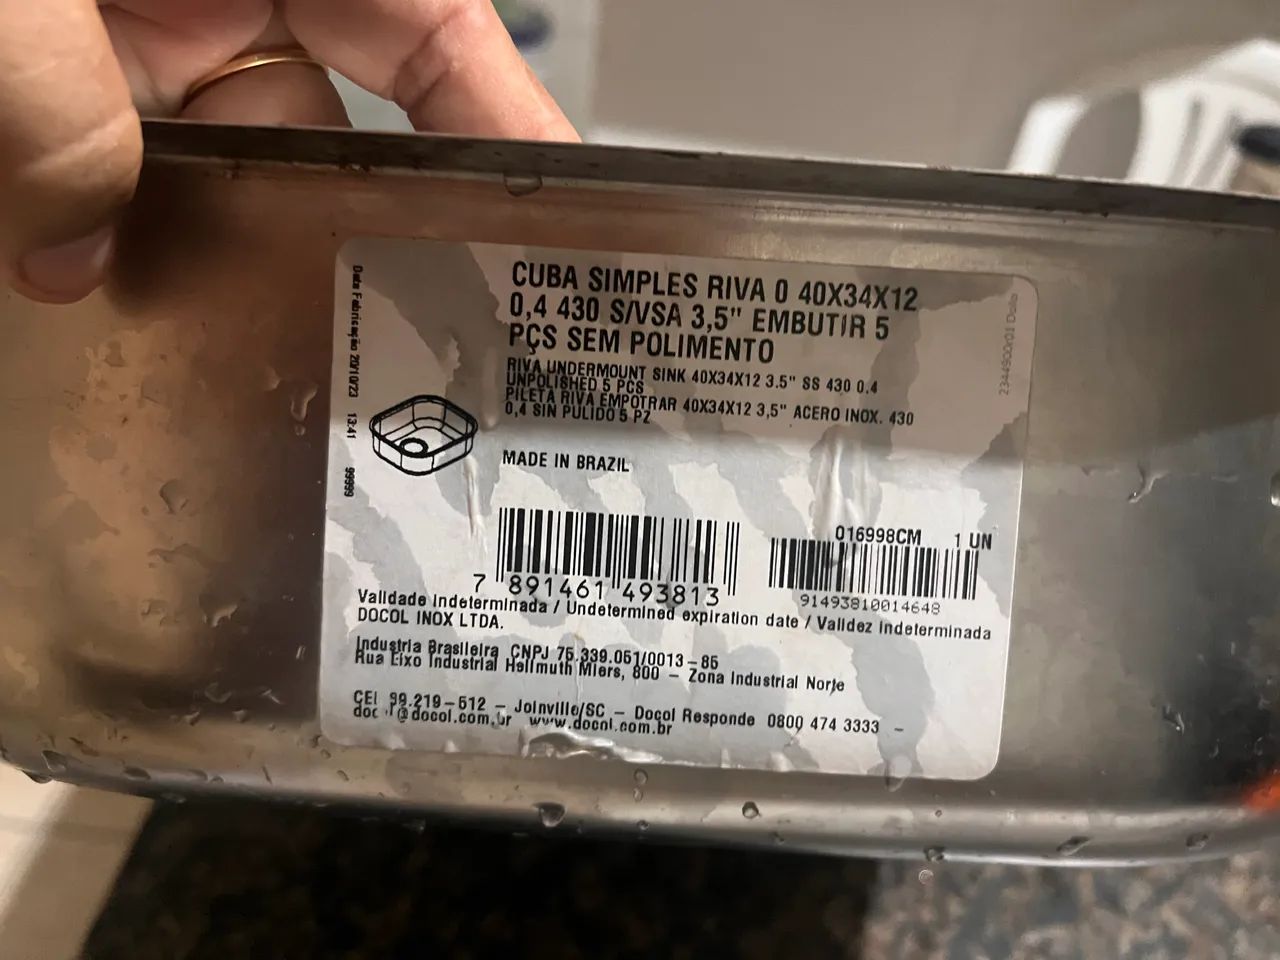 CUBA SIMPLES RIVA 0 40X34X12
0,4 430 S/VSA 3,5" EMBUTIR 5
PÇS SEM POLIMENTO
RIVA UNDERMOUNT SINK 40X34X12 3.5" SS 430 0.4
UNPOLISHED 5 PCS
PILETA RIVA EMPOTRAR 40X34X12 3,5" ACERO INOX. 430
0,4 SIN PULIDO 5 PZ
MADE IN BRAZIL
Data Fabricação 20/10/23 13:41 99999
2344900r01
016998CM 1 UN
7 891461 493813
91493810014648
Validade Indeterminada / Undetermined expiration date / Validez Indeterminada
DOCOL INOX LTDA.
Industria Brasileira CNPJ 75.339.051/0013-85
Rua Eixo Industrial Hellmuth Miers, 800 - Zona Industrial Norte
89.219-512 - Joinville/SC - Docol Responde 0800 474 3333 -
@docol.com.br www.docol.com.br